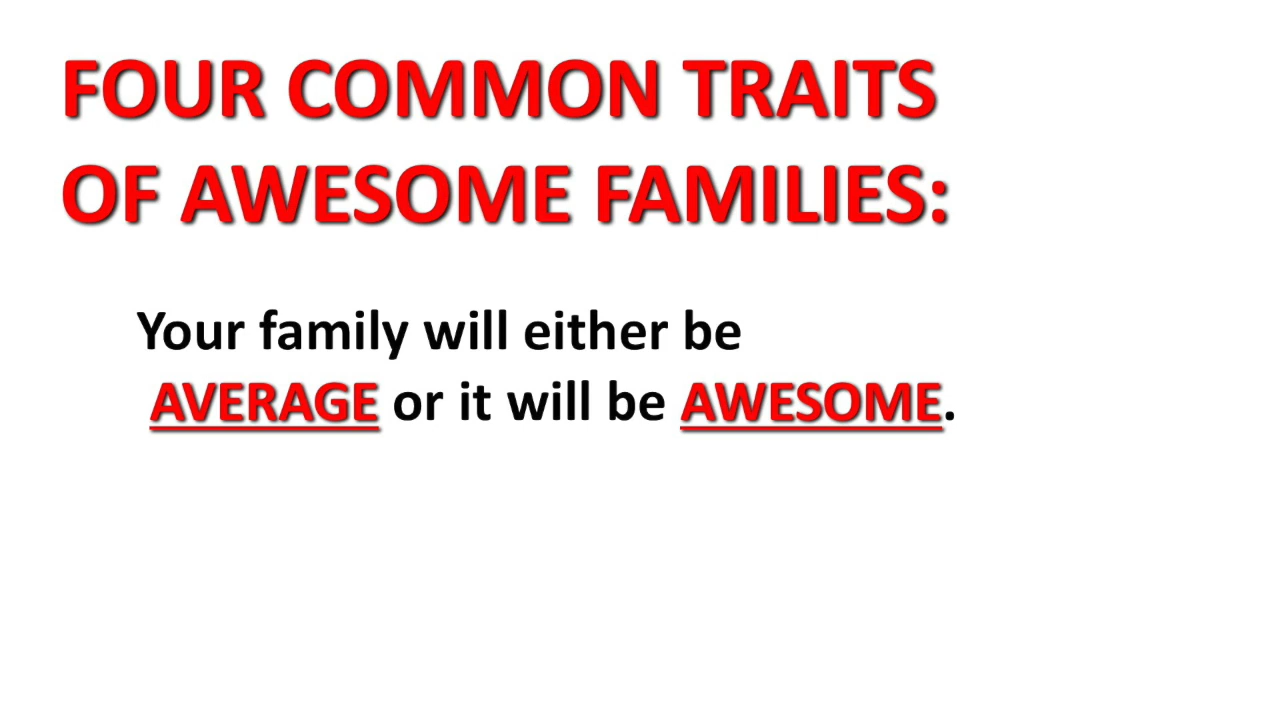 FOUR COMMON TRAITS
OF AWESOME FAMILIES:
Your family will either be
AVERAGE or it will be AWESOME.